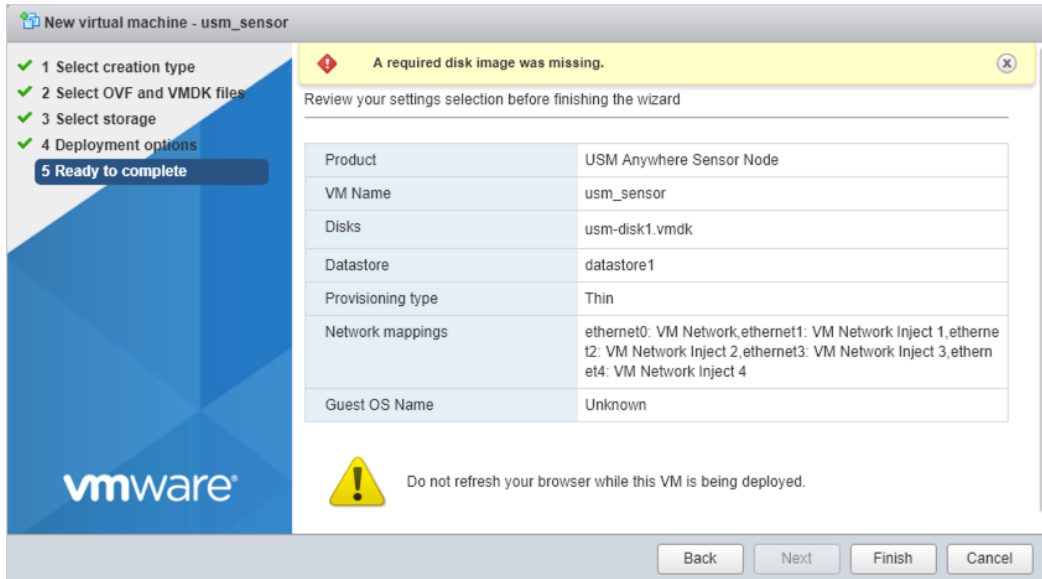 New virtual machine - usm_sensor
1 Select creation type
2 Select OVF and VMDK files
3 Select storage
4 Deployment options
5 Ready to complete
vmware®
A required disk image was missing.
Review your settings selection before finishing the wizard
Product USM Anywhere Sensor Node
VM Name usm_sensor
Disks usm-disk1.vmdk
Datastore datastore1
Provisioning type Thin
Network mappings ethernet0: VM Network,ethernet1: VM Network Inject 1,etherne
t2: VM Network Inject 2,ethernet3: VM Network Inject 3,ethern
et4: VM Network Inject 4
Guest OS Name Unknown
Do not refresh your browser while this VM is being deployed.
Back Next Finish Cancel